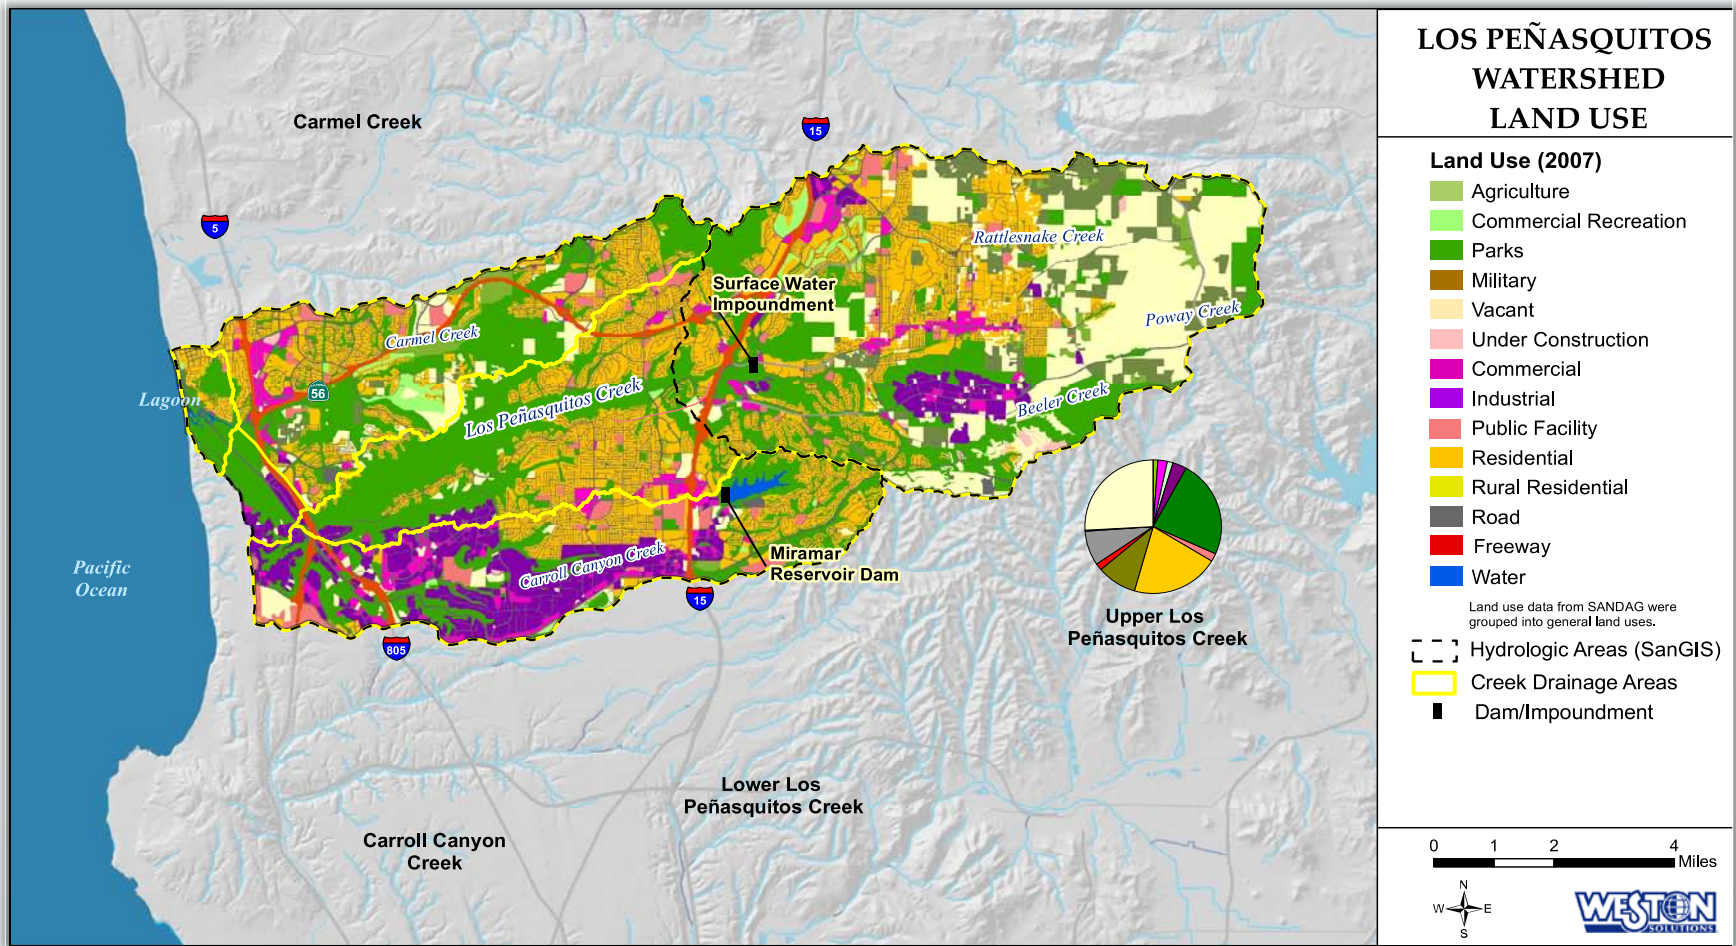 LOS PEÑASQUITOS
WATERSHED
LAND USE
Land Use (2007)
Agriculture
Commercial Recreation
Parks
Military
Vacant
Under Construction
Commercial
Industrial
Public Facility
Residential
Rural Residential
Road
Freeway
Water
Land use data from SANDAG were
grouped into general land uses.
Hydrologic Areas (SanGIS)
Creek Drainage Areas
Dam/Impoundment
0 1 2 4
Miles
N
W E
S
WESTON
SOLUTIONS
Carmel Creek
15
5
Rattlesnake Creek
Surface Water
Impoundment
Poway Creek
Carmel Creek
56
Lagoon
Los Peñasquitos Creek
Beeler Creek
Miramar
Reservoir Dam
Carroll Canyon Creek
Pacific
Ocean
15
805
Upper Los
Peñasquitos Creek
Lower Los
Peñasquitos Creek
Carroll Canyon
Creek